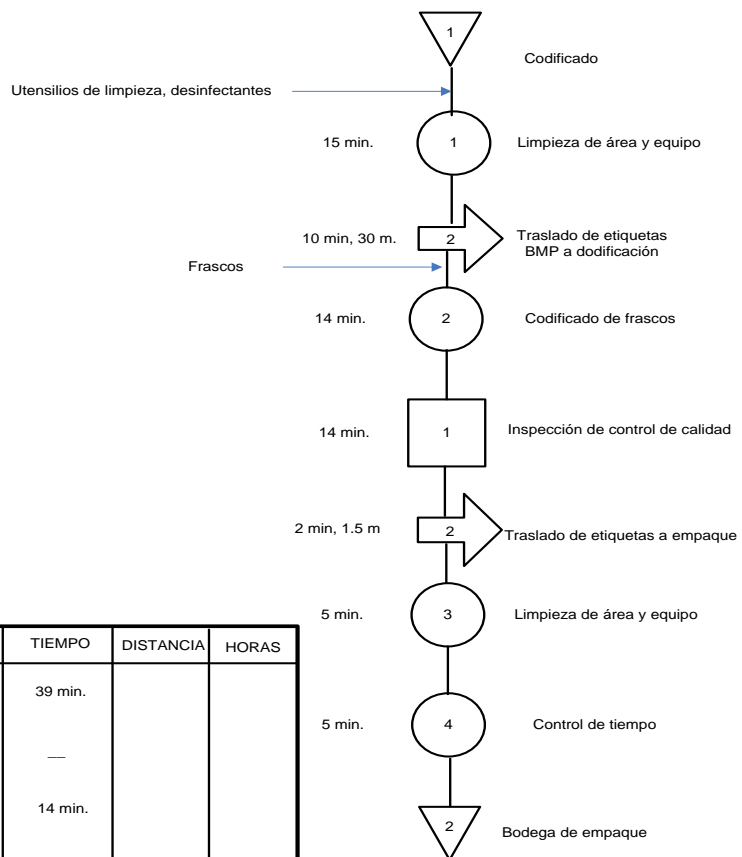 1
Codificado
Utensilios de limpieza, desinfectantes
15 min.
1
Limpieza de área y equipo
10 min, 30 m.
2
Traslado de etiquetas
BMP a dodificación
Frascos
14 min.
2
Codificado de frascos
14 min.
1
Inspección de control de calidad
2 min, 1.5 m
2
Traslado de etiquetas a empaque
5 min.
3
Limpieza de área y equipo
5 min.
4
Control de tiempo
2
Bodega de empaque
TIEMPO DISTANCIA HORAS
39 min.
__
14 min.